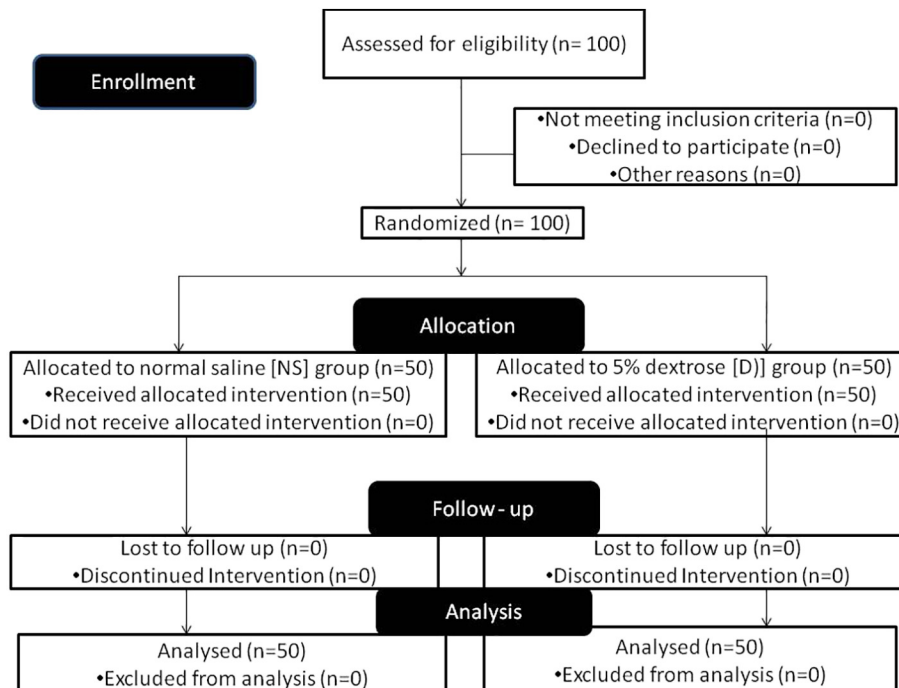 Assessed for eligibility (n= 100)
Enrollment
•Not meeting inclusion criteria (n=0)
•Declined to participate (n=0)
•Other reasons (n=0)
Randomized (n= 100)
Allocation
Allocated to normal saline [NS] group (n=50)
•Received allocated intervention (n=50)
•Did not receive allocated intervention (n=0)
Allocated to 5% dextrose [D)] group (n=50)
•Received allocated intervention (n=50)
•Did not receive allocated intervention (n=0)
Follow - up
Lost to follow up (n=0)
•Discontinued Intervention (n=0)
Lost to follow up (n=0)
•Discontinued Intervention (n=0)
Analysis
Analysed (n=50)
•Excluded from analysis (n=0)
Analysed (n=50)
•Excluded from analysis (n=0)